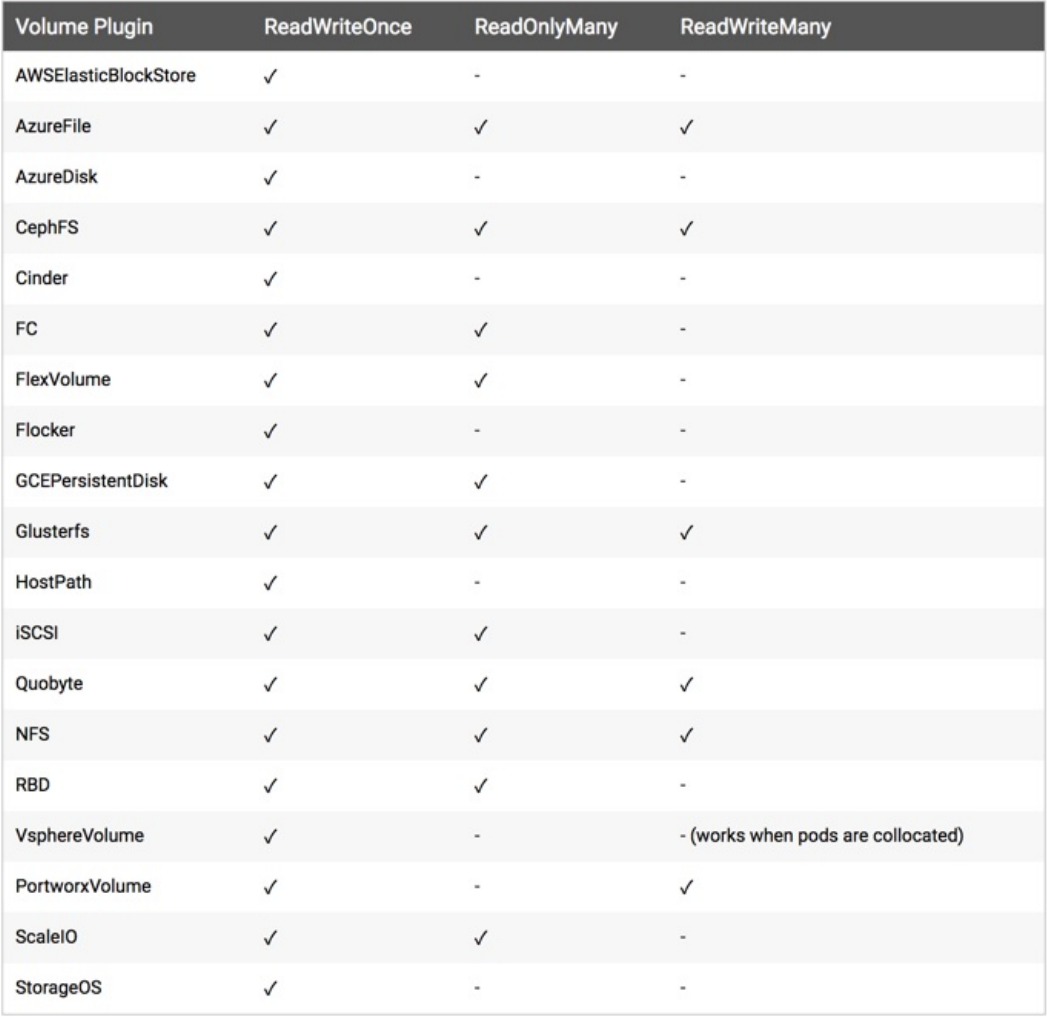 Volume Plugin ReadWriteOnce ReadOnlyMany ReadWriteMany
AWSElasticBlockStore ✓ - -
AzureFile ✓ ✓ ✓
AzureDisk ✓ - -
CephFS ✓ ✓ ✓
Cinder ✓ - -
FC ✓ ✓ -
FlexVolume ✓ ✓ -
Flocker ✓ - -
GCEPersistentDisk ✓ ✓ -
Glusterfs ✓ ✓ ✓
HostPath ✓ - -
iSCSI ✓ ✓ -
Quobyte ✓ ✓ ✓
NFS ✓ ✓ ✓
RBD ✓ ✓ -
VsphereVolume ✓ - - (works when pods are collocated)
PortworxVolume ✓ - ✓
ScaleIO ✓ ✓ -
StorageOS ✓ - -